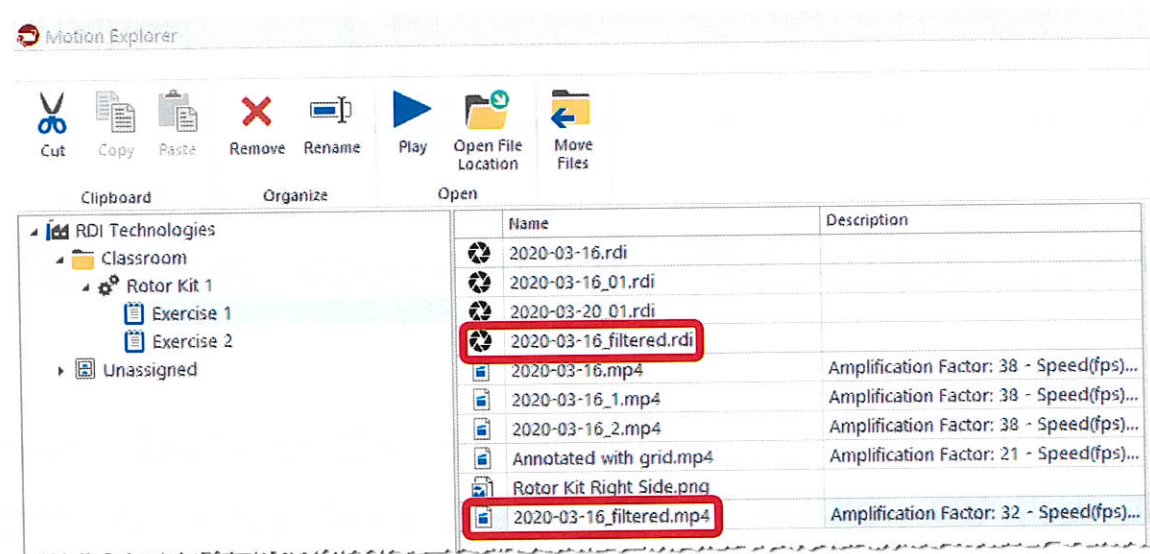 Motion Explorer
Cut
Copy
Paste
Remove
Rename
Play
Open File
Location
Move
Files
Clipboard
Organize
Open
RDI Technologies
Classroom
Rotor Kit 1
Exercise 1
Exercise 2
Unassigned
Name Description
2020-03-16.rdi
2020-03-16_01.rdi
2020-03-20_01.rdi
2020-03-16_filtered.rdi
2020-03-16.mp4 Amplification Factor: 38 - Speed(fps)...
2020-03-16_1.mp4 Amplification Factor: 38 - Speed(fps)...
2020-03-16_2.mp4 Amplification Factor: 38 - Speed(fps)...
Annotated with grid.mp4 Amplification Factor: 21 - Speed(fps)...
Rotor Kit Right Side.png
2020-03-16_filtered.mp4 Amplification Factor: 32 - Speed(fps)...